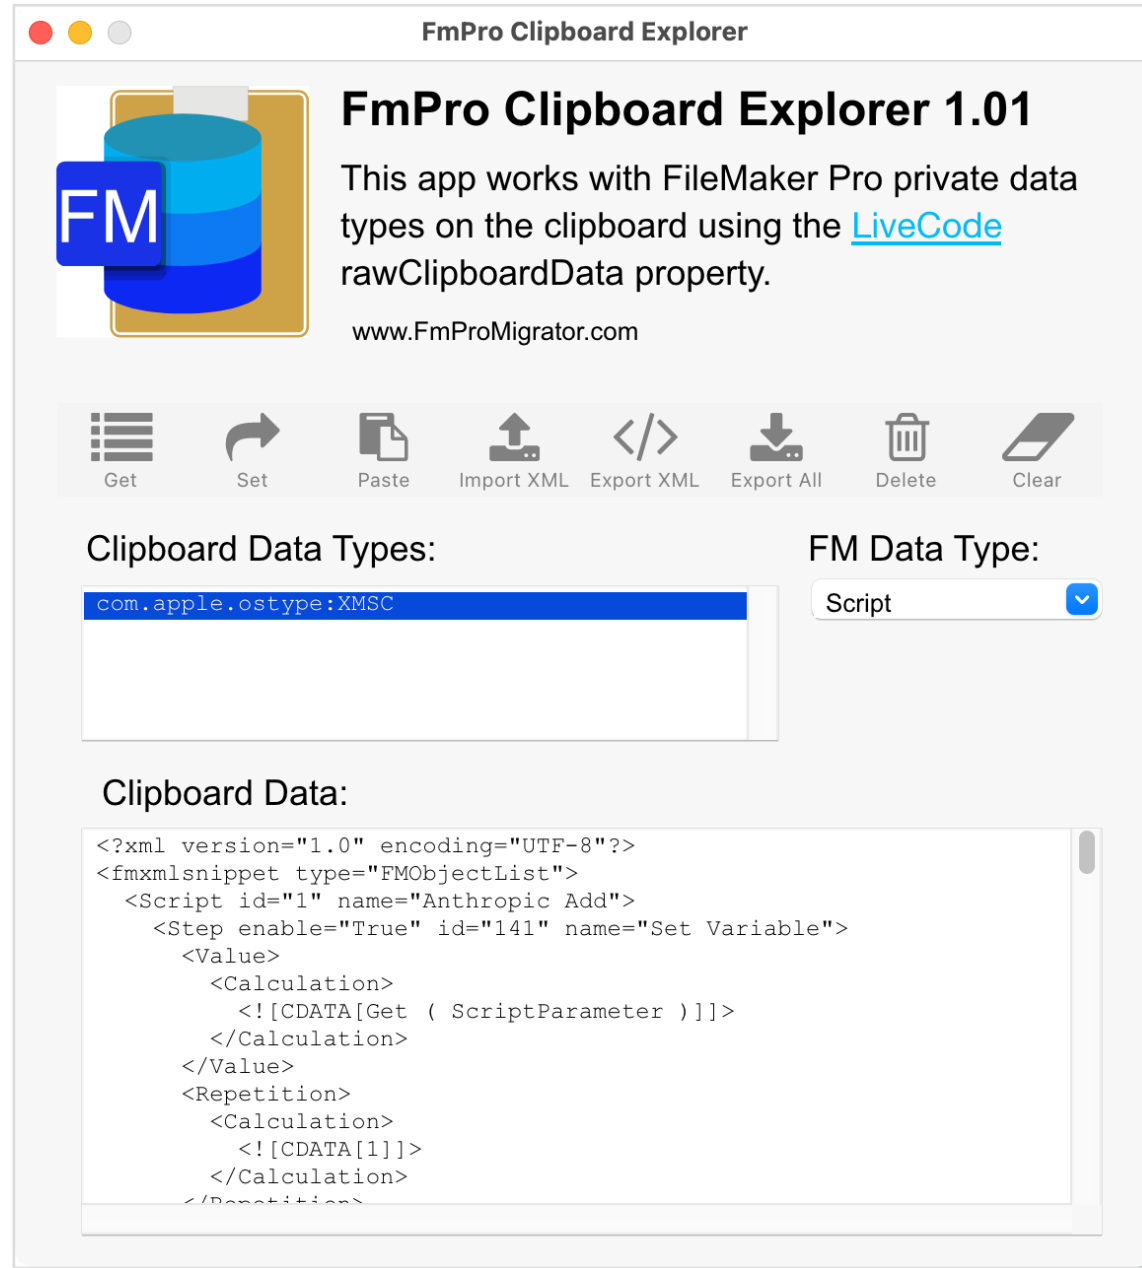 FmPro Clipboard Explorer
FmPro Clipboard Explorer 1.01
This app works with FileMaker Pro private data
types on the clipboard using the LiveCode
rawClipboardData property.
www.FmProMigrator.com
FM
Get Set Paste Import XML Export XML Export All Delete Clear
Clipboard Data Types:
com.apple.ostype:XMSC
FM Data Type:
Script
Clipboard Data:
<?xml version="1.0" encoding="UTF-8"?>
<fmxmlsnippet type="FMObjectList">
  <Script id="1" name="Anthropic Add">
    <Step enable="True" id="141" name="Set Variable">
      <Value>
        <Calculation>
          <![CDATA[Get ( ScriptParameter )]]>
        </Calculation>
      </Value>
      <Repetition>
        <Calculation>
          <![CDATA[1]]>
        </Calculation>
      </Repetition>